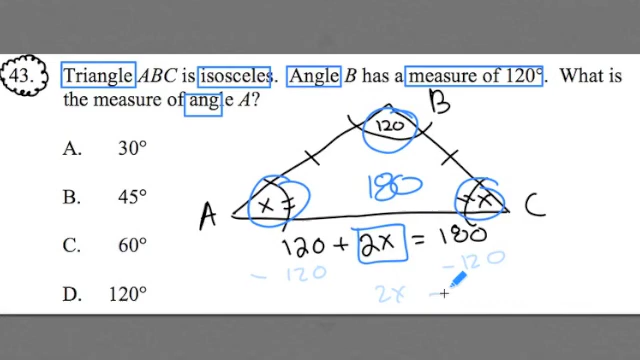 43. Triangle ABC is isosceles. Angle B has a measure of 120°. What is
the measure of angle A?
A. 30°
B. 45°
C. 60°
D. 120°
B
120
180
A
x =
= x
C
120 + 2x = 180
- 120
- 120
2x